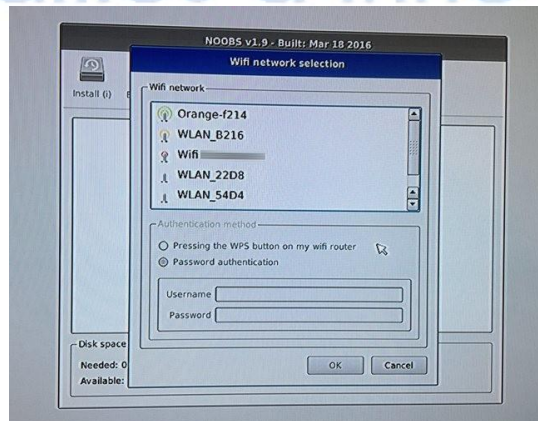 NOOBS v1.9 - Built: Mar 18 2016
Wifi network selection
Install (i)
Wifi network
Orange-f214
WLAN_B216
Wifi
WLAN_22D8
WLAN_54D4
Authentication method
Pressing the WPS button on my wifi router
Password authentication
Username
Password
Disk space
Needed: 0
Available:
OK
Cancel